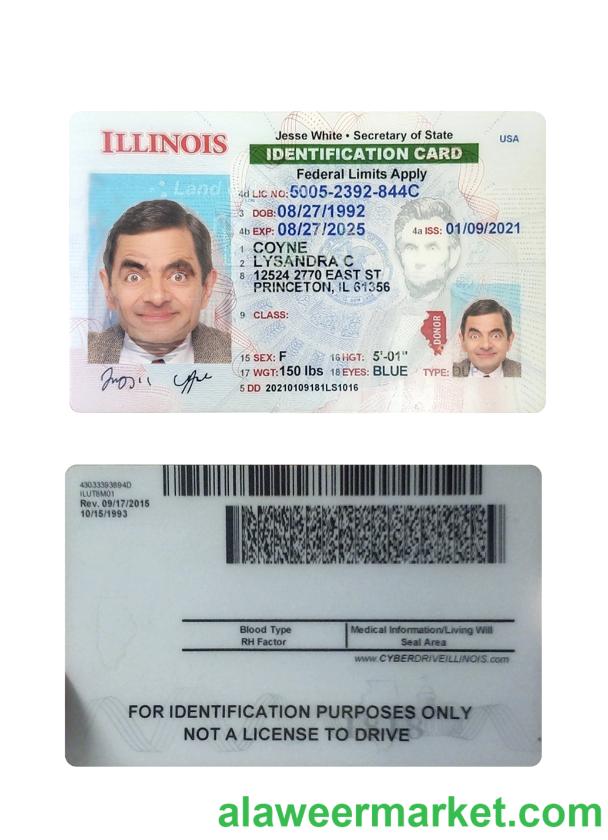 ILLINOIS
Jesse White • Secretary of State
USA
IDENTIFICATION CARD
Federal Limits Apply
4d LIC NO: 5005-2392-844C
3 DOB: 08/27/1992
4b EXP: 08/27/2025 4a ISS: 01/09/2021
1 COYNE
2 LYSANDRA C
8 12524 2770 EAST ST
PRINCETON, IL 61356
9 CLASS:
DONOR
15 SEX: F 16 HGT: 5'-01"
17 WGT: 150 lbs 18 EYES: BLUE TYPE:
5 DD 20210109181LS1016
Land
43033393894D
ILUT8M01
Rev. 09/17/2015
10/15/1993
Blood Type
RH Factor
Medical Information/Living Will
Seal Area
www.CYBERDRIVEILLINOIS.com
FOR IDENTIFICATION PURPOSES ONLY
NOT A LICENSE TO DRIVE
alaweermarket.com